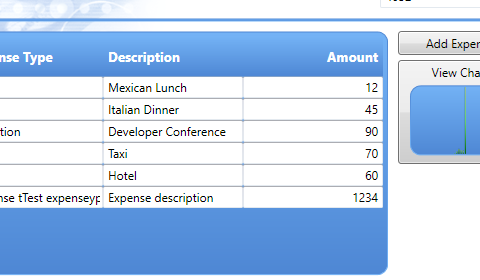 nse Type Description Amount
Add Expen
View Cha
Mexican Lunch 12
Italian Dinner 45
tion Developer Conference 90
Taxi 70
Hotel 60
nse tTest expenseyp Expense description 1234